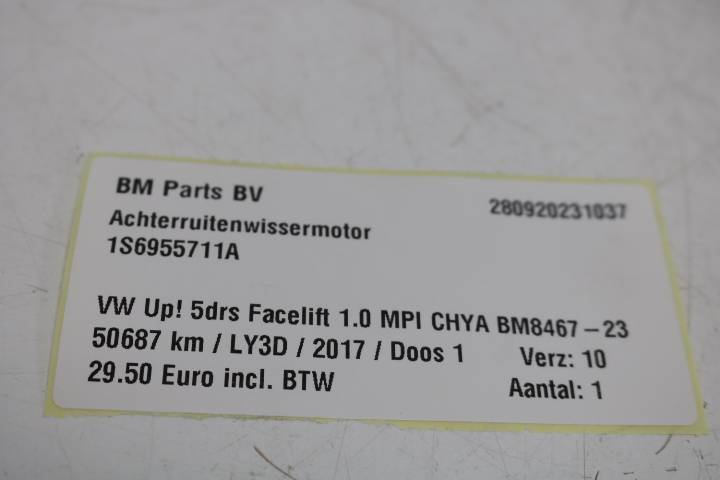 BM Parts BV 280920231037
Achterruitenwissermotor
1S6955711A
VW Up! 5drs Facelift 1.0 MPI CHYA BM8467-23
50687 km / LY3D / 2017 / Doos 1 Verz: 10
29.50 Euro incl. BTW Aantal: 1